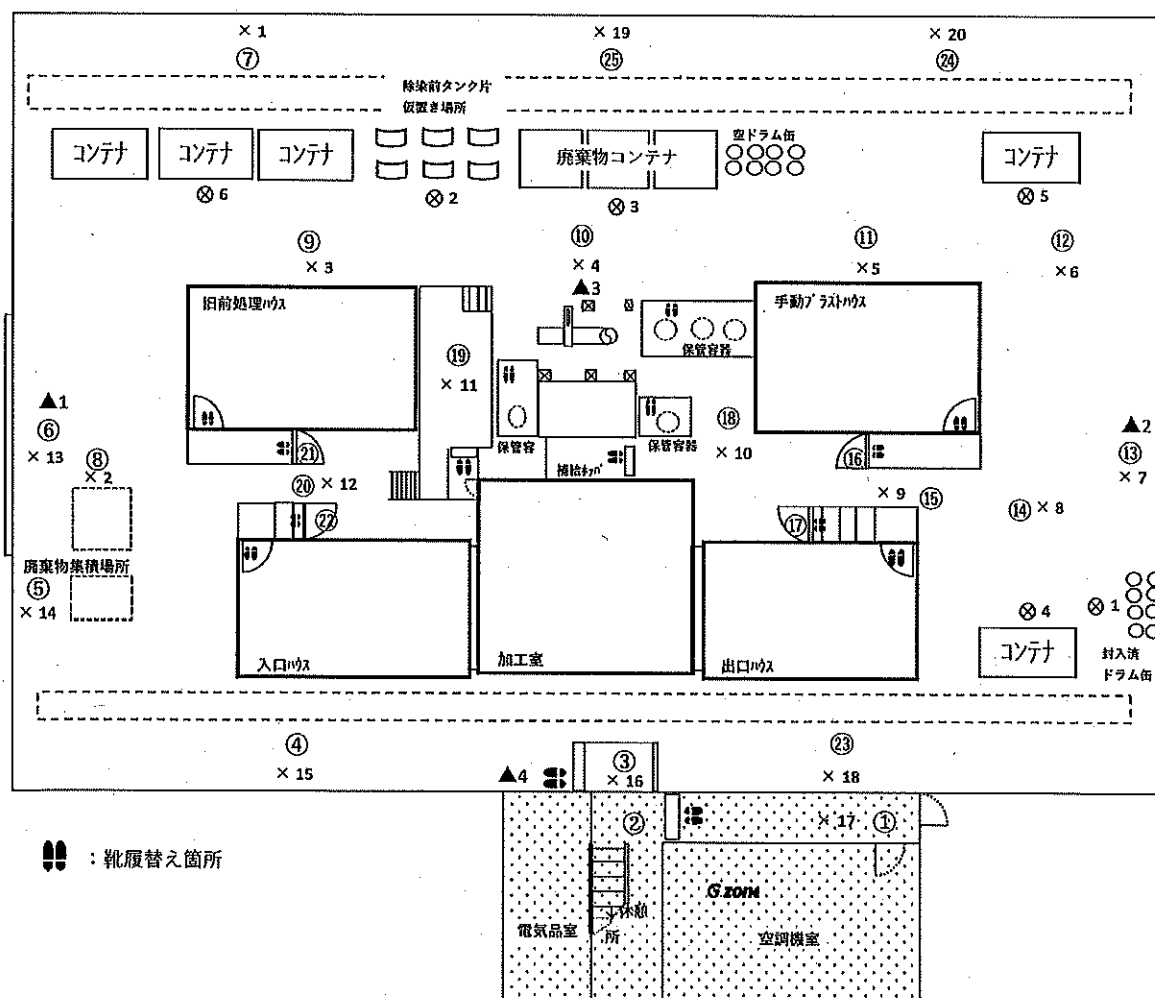 × 1
× 19
× 20
⑦
㉕
㉔
除染前タンク片
仮置き場所
コンテナ
コンテナ
コンテナ
廃棄物コンテナ
空ドラム缶
コンテナ
⊗ 6
⊗ 2
⊗ 3
⊗ 5
⑨
⑩
⑪
⑫
× 3
× 4
× 5
× 6
▲3
旧前処理ハウス
手動ブラストハウス
保管容器
⑲
× 11
▲1
⑥
× 13
⑧
× 2
⑱
× 10
▲2
⑬
× 7
保管容
保管容器
補給チャンバ
㉑
⑯
⑳
× 12
× 9
⑮
⑭
× 8
㉒
⑰
廃棄物集積場所
⑤
× 14
⊗ 4
⊗ 1
コンテナ
封入済
ドラム缶
入口ハウス
加工室
出口ハウス
④
× 15
▲4
③
× 16
㉓
× 18
②
× 17
①
：靴履替え箇所
G zone
休憩
所
電気品室
空調機室